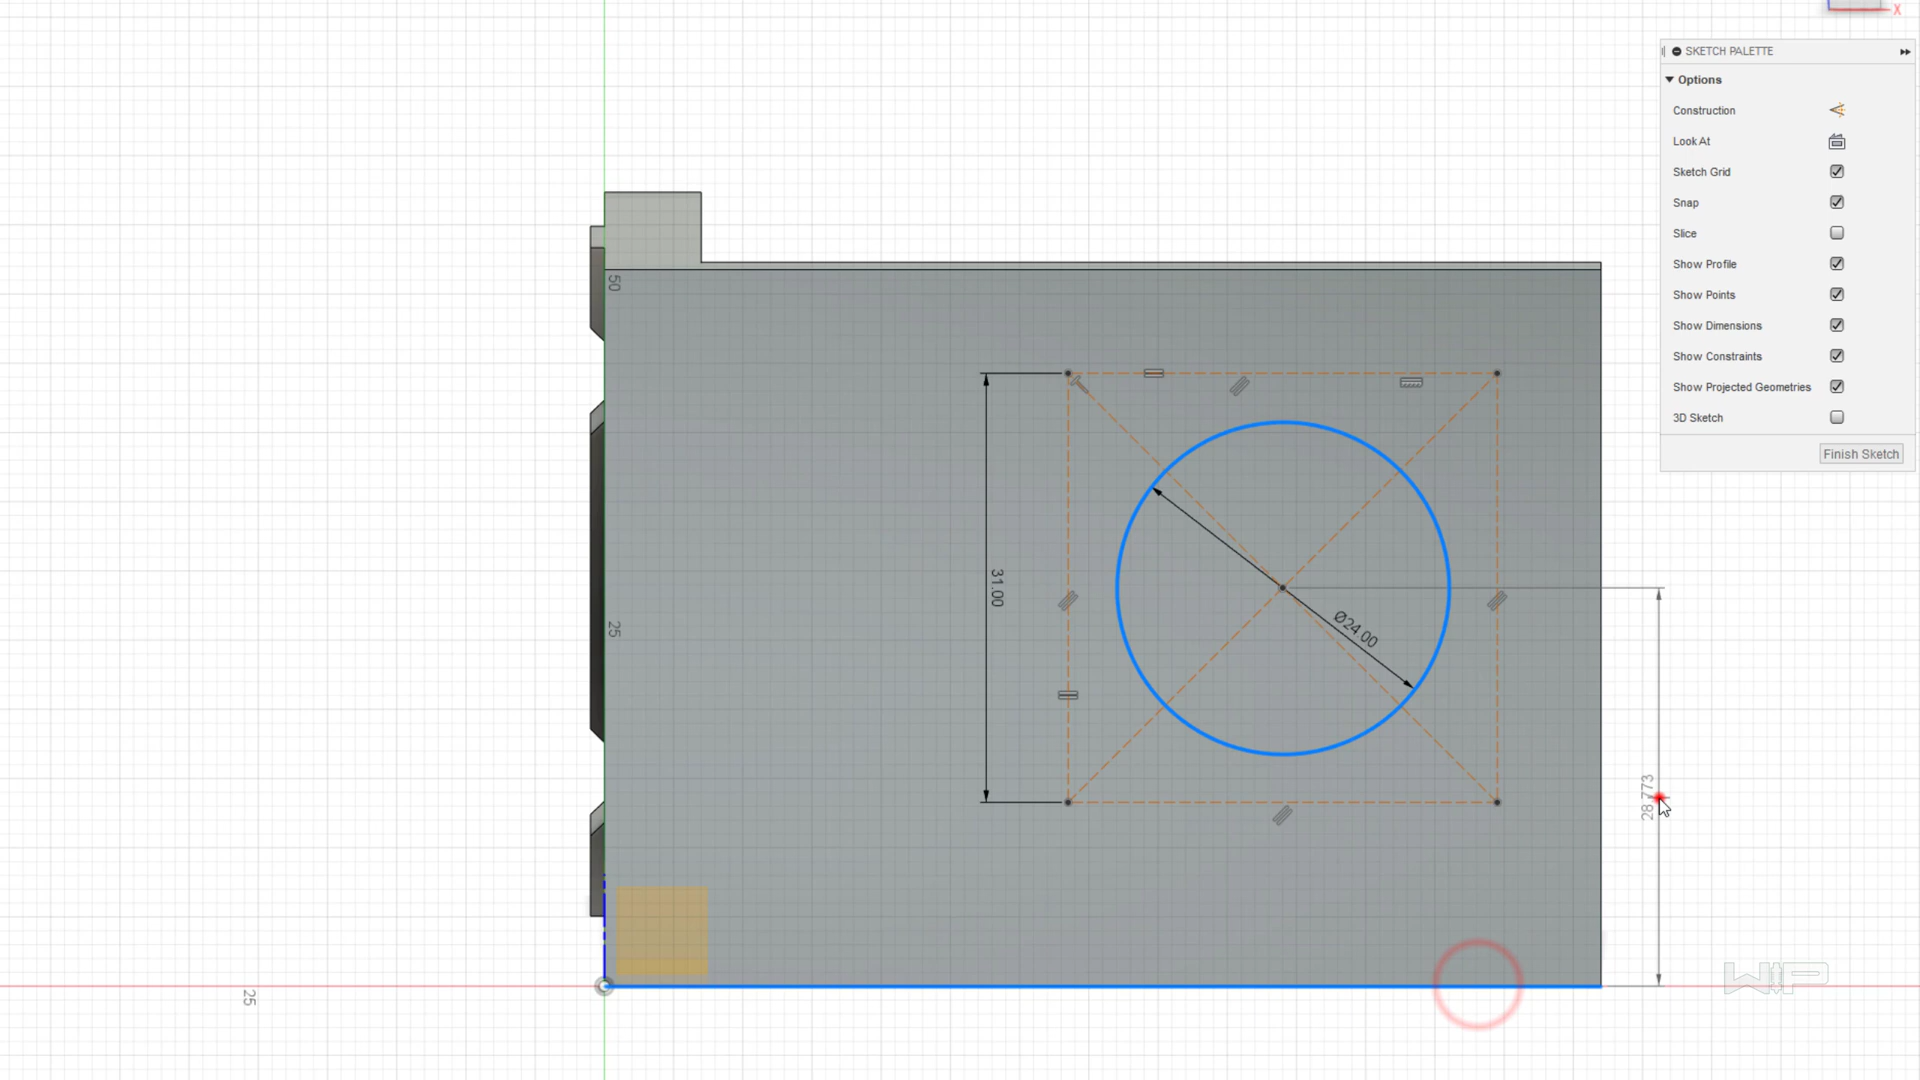 X
SKETCH PALETTE
Options
Construction
Look At
Sketch Grid
Snap
Slice
Show Profile
Show Points
Show Dimensions
Show Constraints
Show Projected Geometries
3D Sketch
Finish Sketch
50
31.00
25
Ø24.00
28.773
25
WIP